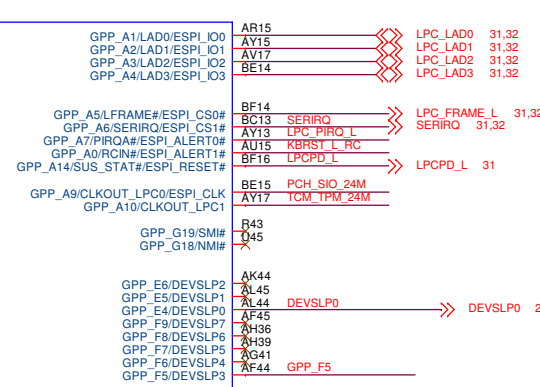 GPP_A1/LAD0/ESPI_IO0 AR15 LPC_LAD0 31,32
GPP_A2/LAD1/ESPI_IO1 AY15 LPC_LAD1 31,32
GPP_A3/LAD2/ESPI_IO2 AV17 LPC_LAD2 31,32
GPP_A4/LAD3/ESPI_IO3 BE14 LPC_LAD3 31,32
GPP_A5/LFRAME#/ESPI_CS0# BF14 LPC_FRAME_L 31,32
GPP_A6/SERIRQ/ESPI_CS1# BC13 SERIRQ SERIRQ 31,32
GPP_A7/PIRQA#/ESPI_ALERT0# AY13 LPC_PIRQ_L
GPP_A0/RCIN#/ESPI_ALERT1# AU15 KBRST_L_RC
GPP_A14/SUS_STAT#/ESPI_RESET# BF16 LPCPD_L LPCPD_L 31
GPP_A9/CLKOUT_LPC0/ESPI_CLK BE15 PCH_SIO_24M
GPP_A10/CLKOUT_LPC1 AY17 TCM_TPM_24M
GPP_G19/SMI# R43
GPP_G18/NMI# U45
GPP_E6/DEVSLP2 AK44
GPP_E5/DEVSLP1 AL45
GPP_E4/DEVSLP0 AL44 DEVSLP0 DEVSLP0 2
GPP_F9/DEVSLP7 AF45
GPP_F8/DEVSLP6 AH36
GPP_F7/DEVSLP5 AH39
GPP_F6/DEVSLP4 AG41
GPP_F5/DEVSLP3 AF44 GPP_F5